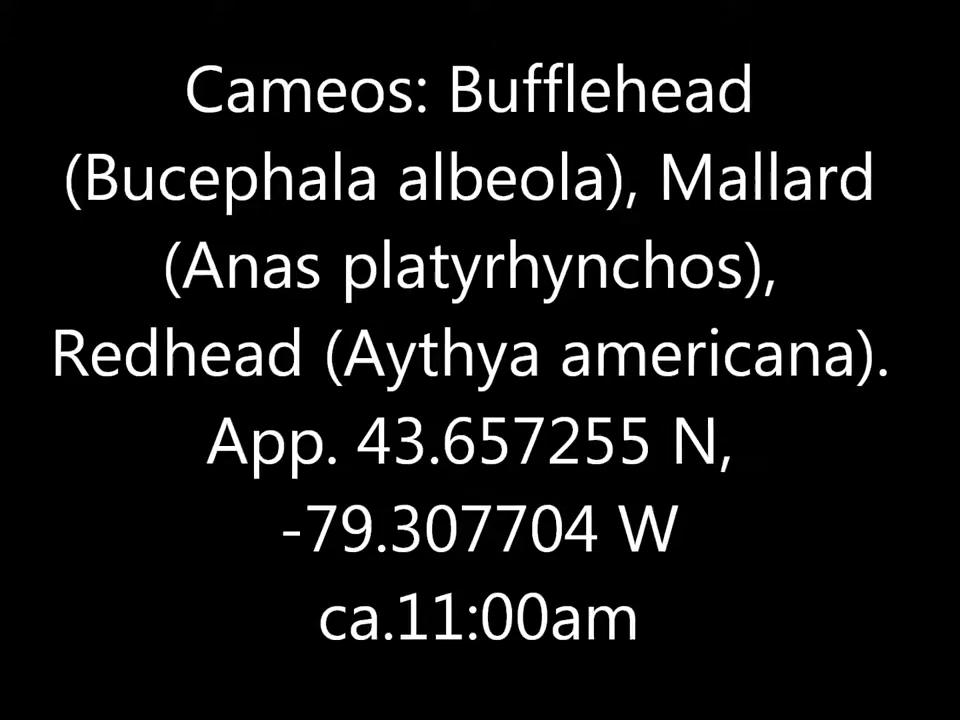 Cameos: Bufflehead
(Bucephala albeola), Mallard
(Anas platyrhynchos),
Redhead (Aythya americana).
App. 43.657255 N,
-79.307704 W
ca.11:00am